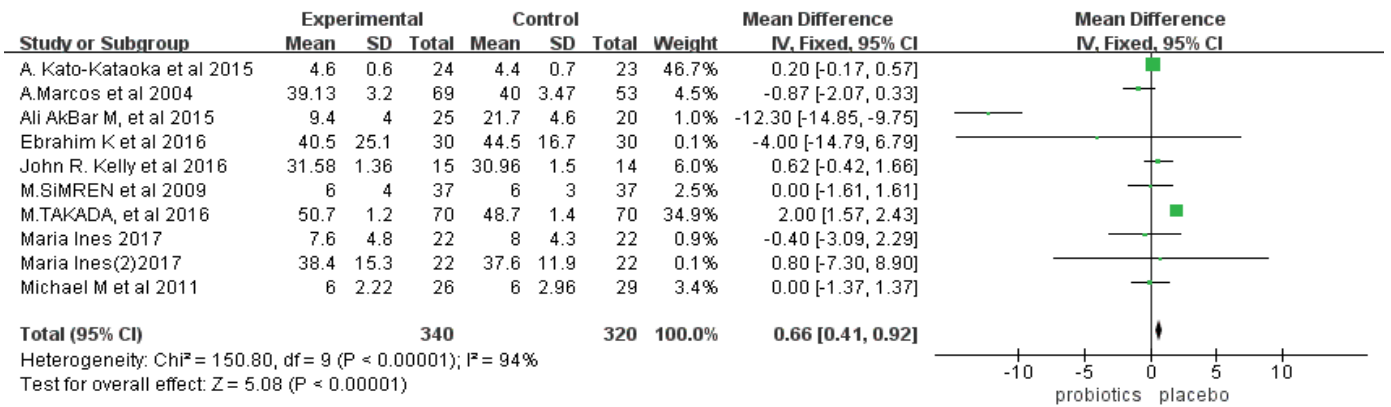 Experimental Control Mean Difference Mean Difference
Study or Subgroup Mean SD Total Mean SD Total Weight IV, Fixed, 95% CI IV, Fixed, 95% CI
A. Kato-Kataoka et al 2015 4.6 0.6 24 4.4 0.7 23 46.7% 0.20 [-0.17, 0.57]
A.Marcos et al 2004 39.13 3.2 69 40 3.47 53 4.5% -0.87 [-2.07, 0.33]
Ali AkBar M, et al 2015 9.4 4 25 21.7 4.6 20 1.0% -12.30 [-14.85, -9.75]
Ebrahim K et al 2016 40.5 25.1 30 44.5 16.7 30 0.1% -4.00 [-14.79, 6.79]
John R. Kelly et al 2016 31.58 1.36 15 30.96 1.5 14 6.0% 0.62 [-0.42, 1.66]
M.SiMREN et al 2009 6 4 37 6 3 37 2.5% 0.00 [-1.61, 1.61]
M.TAKADA, et al 2016 50.7 1.2 70 48.7 1.4 70 34.9% 2.00 [1.57, 2.43]
Maria Ines 2017 7.6 4.8 22 8 4.3 22 0.9% -0.40 [-3.09, 2.29]
Maria Ines(2)2017 38.4 15.3 22 37.6 11.9 22 0.1% 0.80 [-7.30, 8.90]
Michael M et al 2011 6 2.22 26 6 2.96 29 3.4% 0.00 [-1.37, 1.37]
Total (95% CI) 340 320 100.0% 0.66 [0.41, 0.92]
Heterogeneity: Chi² = 150.80, df = 9 (P < 0.00001); I² = 94%
Test for overall effect: Z = 5.08 (P < 0.00001)
-10 -5 0 5 10
probiotics placebo